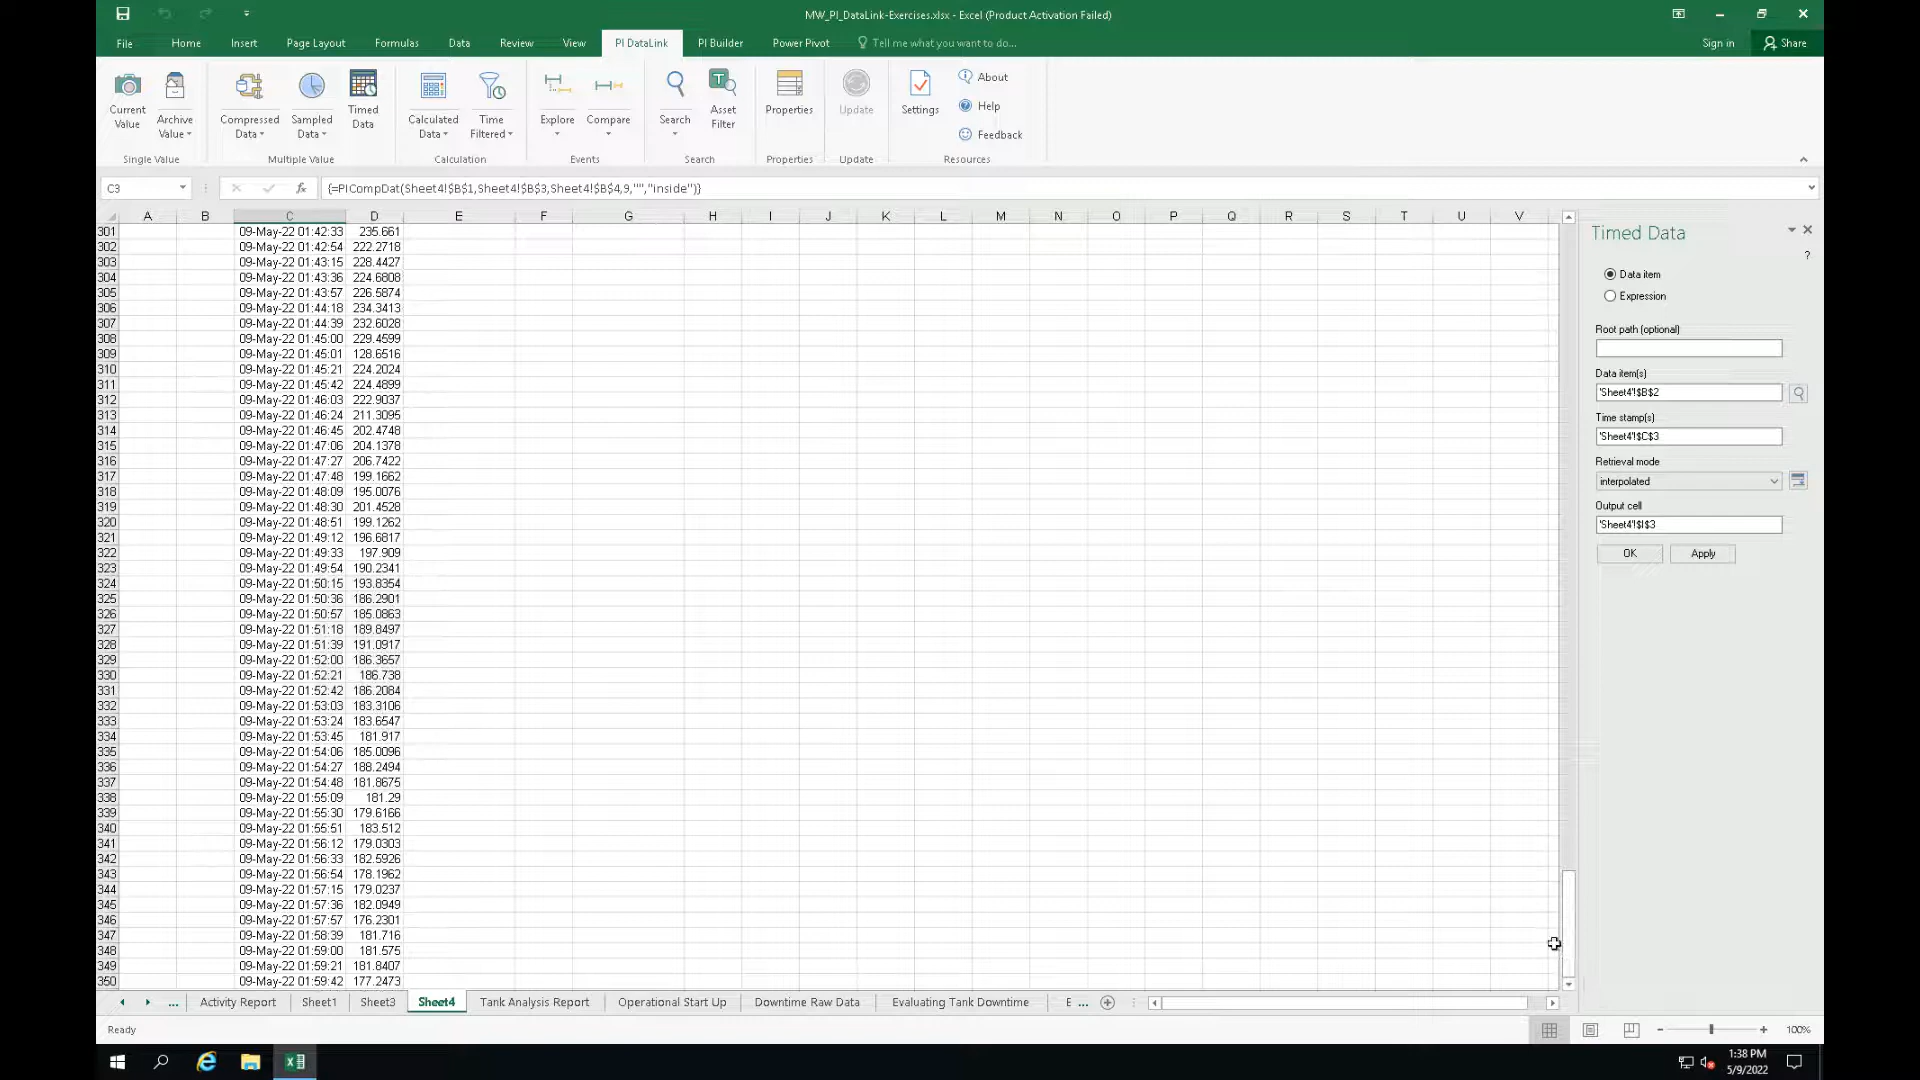 MW_PI_DataLink-Exercises.xlsx - Excel (Product Activation Failed)
File Home Insert Page Layout Formulas Data Review View PI DataLink PI Builder Power Pivot Tell me what you want to do... Sign in Share
Current Value
Archive Value
Compressed Data
Sampled Data
Timed Data
Calculated Data
Time Filtered
Explore
Compare
Search
Asset Filter
Properties
Update
Settings
About
Help
Feedback
Single Value Multiple Value Calculation Events Search Properties Update Resources
C3 fx {=PICompDat(Sheet4!$B$1,Sheet4!$B$3,Sheet4!$B$4,9,"","inside")}
A B C D E F G H I J K L M N O P Q R S T U V
301 09-May-22 01:42:33 235.661
302 09-May-22 01:42:54 222.2718
303 09-May-22 01:43:15 228.4427
304 09-May-22 01:43:36 224.6808
305 09-May-22 01:43:57 226.5874
306 09-May-22 01:44:18 234.3413
307 09-May-22 01:44:39 232.6028
308 09-May-22 01:45:00 229.4599
309 09-May-22 01:45:01 128.6516
310 09-May-22 01:45:21 224.2024
311 09-May-22 01:45:42 224.4899
312 09-May-22 01:46:03 222.9037
313 09-May-22 01:46:24 211.3095
314 09-May-22 01:46:45 202.4748
315 09-May-22 01:47:06 204.1378
316 09-May-22 01:47:27 206.7422
317 09-May-22 01:47:48 199.1662
318 09-May-22 01:48:09 195.0076
319 09-May-22 01:48:30 201.4528
320 09-May-22 01:48:51 199.1262
321 09-May-22 01:49:12 196.6817
322 09-May-22 01:49:33 197.909
323 09-May-22 01:49:54 190.2341
324 09-May-22 01:50:15 193.8354
325 09-May-22 01:50:36 186.2901
326 09-May-22 01:50:57 185.0863
327 09-May-22 01:51:18 189.8497
328 09-May-22 01:51:39 191.0917
329 09-May-22 01:52:00 186.3657
330 09-May-22 01:52:21 186.738
331 09-May-22 01:52:42 186.2084
332 09-May-22 01:53:03 183.3106
333 09-May-22 01:53:24 183.6547
334 09-May-22 01:53:45 181.917
335 09-May-22 01:54:06 185.0096
336 09-May-22 01:54:27 188.2494
337 09-May-22 01:54:48 181.8675
338 09-May-22 01:55:09 181.29
339 09-May-22 01:55:30 179.6166
340 09-May-22 01:55:51 183.512
341 09-May-22 01:56:12 179.0303
342 09-May-22 01:56:33 182.5926
343 09-May-22 01:56:54 178.1962
344 09-May-22 01:57:15 179.0237
345 09-May-22 01:57:36 182.0949
346 09-May-22 01:57:57 176.2301
347 09-May-22 01:58:39 181.716
348 09-May-22 01:59:00 181.575
349 09-May-22 01:59:21 181.8407
350 09-May-22 01:59:42 177.2473
Timed Data
?
Data item
Expression
Root path (optional)
Data item(s)
'Sheet4'!$B$2
Time stamp(s)
'Sheet4'!$C$3
Retrieval mode
interpolated
Output cell
'Sheet4'!$I$3
OK Apply
... Activity Report Sheet1 Sheet3 Sheet4 Tank Analysis Report Operational Start Up Downtime Raw Data Evaluating Tank Downtime E ...
Ready 100%
1:38 PM
5/9/2022